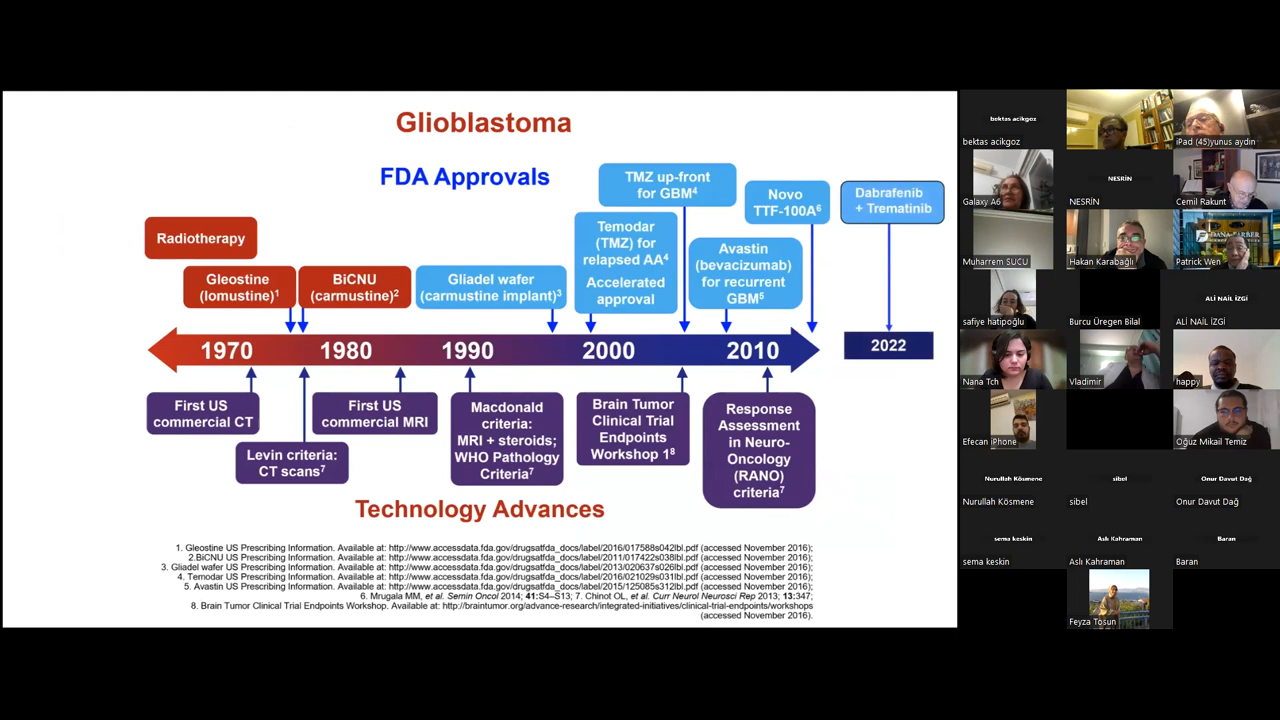 Glioblastoma
FDA Approvals
Radiotherapy
Gleostine
(lomustine)1
BiCNU
(carmustine)2
Gliadel wafer
(carmustine implant)3
Temodar
(TMZ) for
relapsed AA4
Accelerated
approval
TMZ up-front
for GBM4
Avastin
(bevacizumab)
for recurrent
GBM5
Novo
TTF-100A6
Dabrafenib
+ Trematinib
1970
1980
1990
2000
2010
2022
First US
commercial CT
Levin criteria:
CT scans7
First US
commercial MRI
Macdonald
criteria:
MRI + steroids;
WHO Pathology
Criteria7
Brain Tumor
Clinical Trial
Endpoints
Workshop 18
Response
Assessment
in Neuro-
Oncology
(RANO)
criteria7
Technology Advances
1. Gleostine US Prescribing Information. Available at: http://www.accessdata.fda.gov/drugsatfda_docs/label/2016/017588s042lbl.pdf (accessed November 2016);
2.BiCNU US Prescribing Information. Available at: http://www.accessdata.fda.gov/drugsatfda_docs/label/2011/017422s038lbl.pdf (accessed November 2016);
3. Gliadel wafer US Prescribing Information. Available at: http://www.accessdata.fda.gov/drugsatfda_docs/label/2013/020637s026lbl.pdf (accessed November 2016);
4. Temodar US Prescribing Information. Available at: http://www.accessdata.fda.gov/drugsatfda_docs/label/2016/021029s031lbl.pdf (accessed November 2016);
5. Avastin US Prescribing Information. Available at: http://www.accessdata.fda.gov/drugsatfda_docs/label/2015/125085s312lbl.pdf (accessed November 2016);
6. Mrugala MM, et al. Semin Oncol 2014; 41:S4–S13; 7. Chinot OL, et al. Curr Neurol Neurosci Rep 2013; 13:347;
8. Brain Tumor Clinical Trial Endpoints Workshop. Available at: http://braintumor.org/advance-research/integrated-initiatives/clinical-trial-endpoints/workshops
(accessed November 2016).
bektas acikgoz
bektas acikgoz
iPad (45)yunus aydin
Galaxy A6
NESRİN
NESRİN
Cemil Rakunt
Muharrem SUCU
Hakan Karabağlı
DANA-FARBER
Patrick Wen
safiye hatipoğlu
Burcu Üregen Bilal
ALİ NAİL İZGİ
ALİ NAİL İZGİ
Nana Tch
Vladimir
happy
Efecan iPhone
Oğuz Mikail Temiz
Nurullah Kösmene
Nurullah Kösmene
sibel
sibel
Onur Davut Dağ
Onur Davut Dağ
sema keskin
sema keskin
Aslı Kahraman
Aslı Kahraman
Baran
Baran
Feyza Tosun